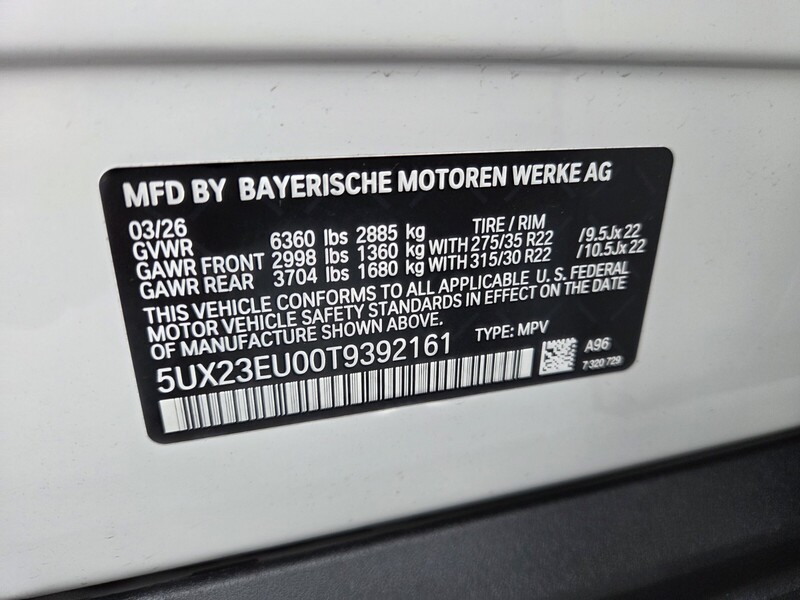 MFD BY BAYERISCHE MOTOREN WERKE AG
03/26 TIRE / RIM
GVWR 6360 lbs 2885 kg
GAWR FRONT 2998 lbs 1360 kg WITH 275/35 R22 /9.5Jx22
GAWR REAR 3704 lbs 1680 kg WITH 315/30 R22 /10.5Jx22
THIS VEHICLE CONFORMS TO ALL APPLICABLE U. S. FEDERAL
MOTOR VEHICLE SAFETY STANDARDS IN EFFECT ON THE DATE
OF MANUFACTURE SHOWN ABOVE.
5UX23EU00T9392161 TYPE: MPV
A96
7 320 729